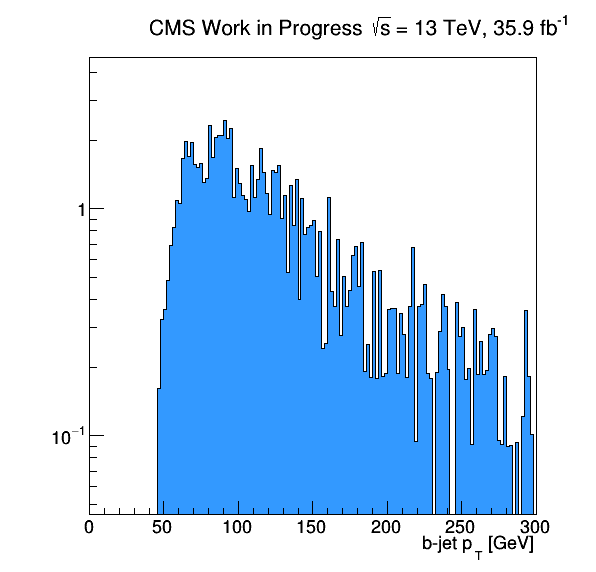 CMS Work in Progress √s = 13 TeV, 35.9 fb⁻¹
1
10⁻¹
0 50 100 150 200 250 300
b-jet p_T [GeV]